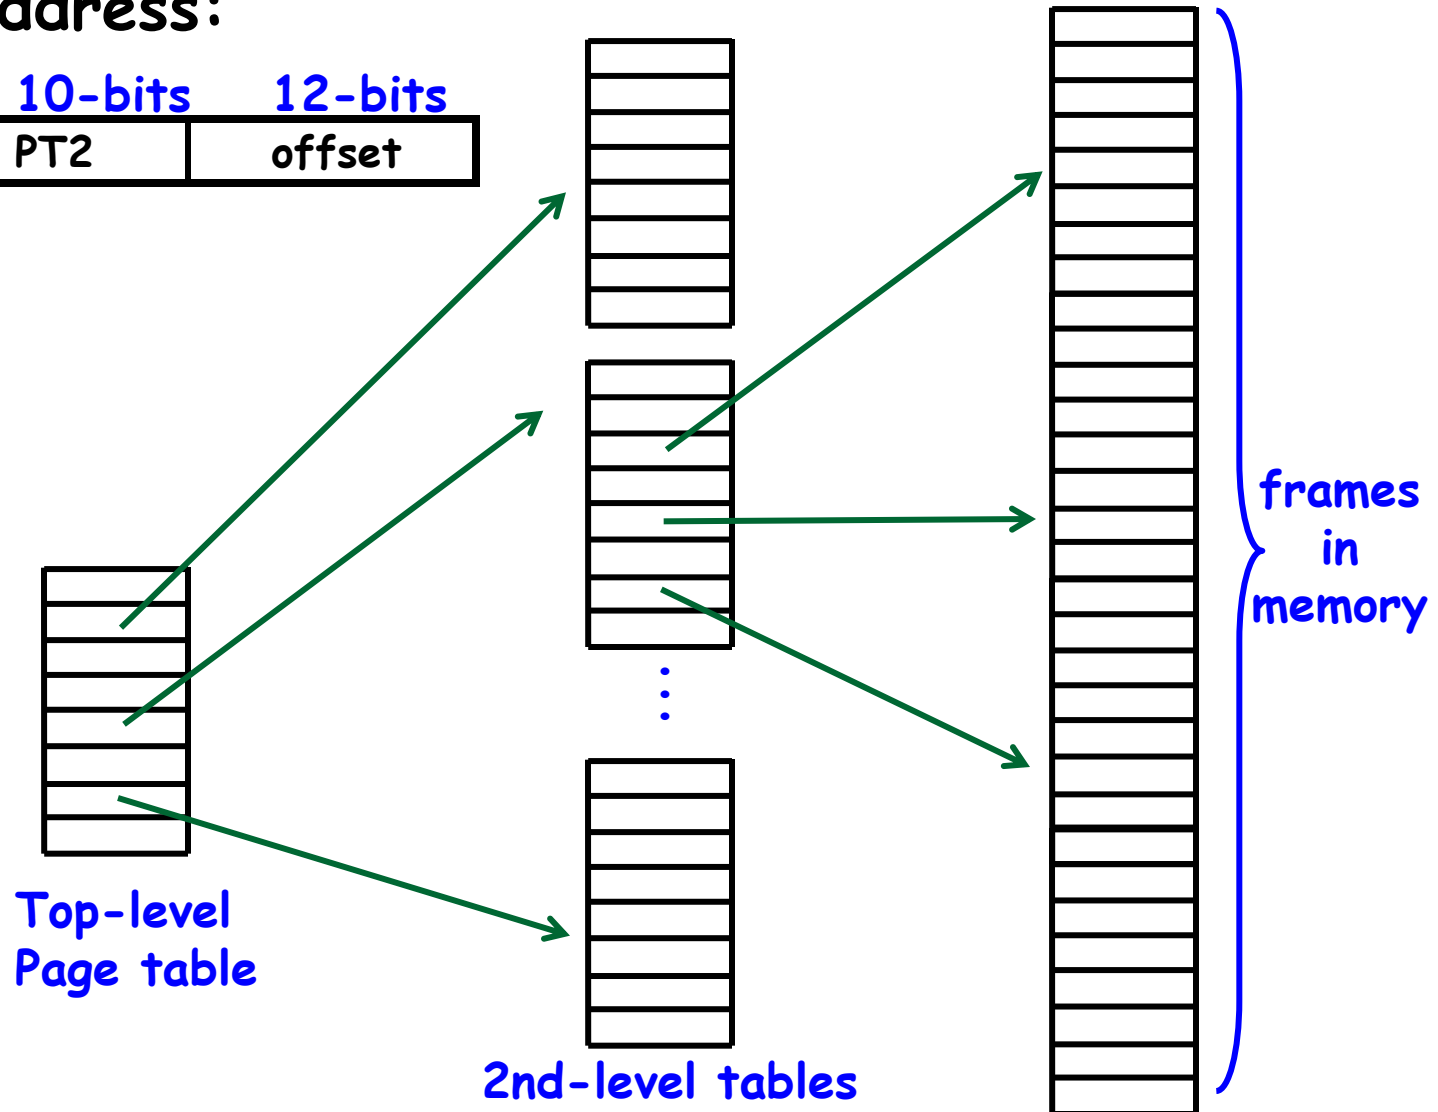 10-bits 12-bits
PT2 offset
frames
in
memory
Top-level
Page table
2nd-level tables